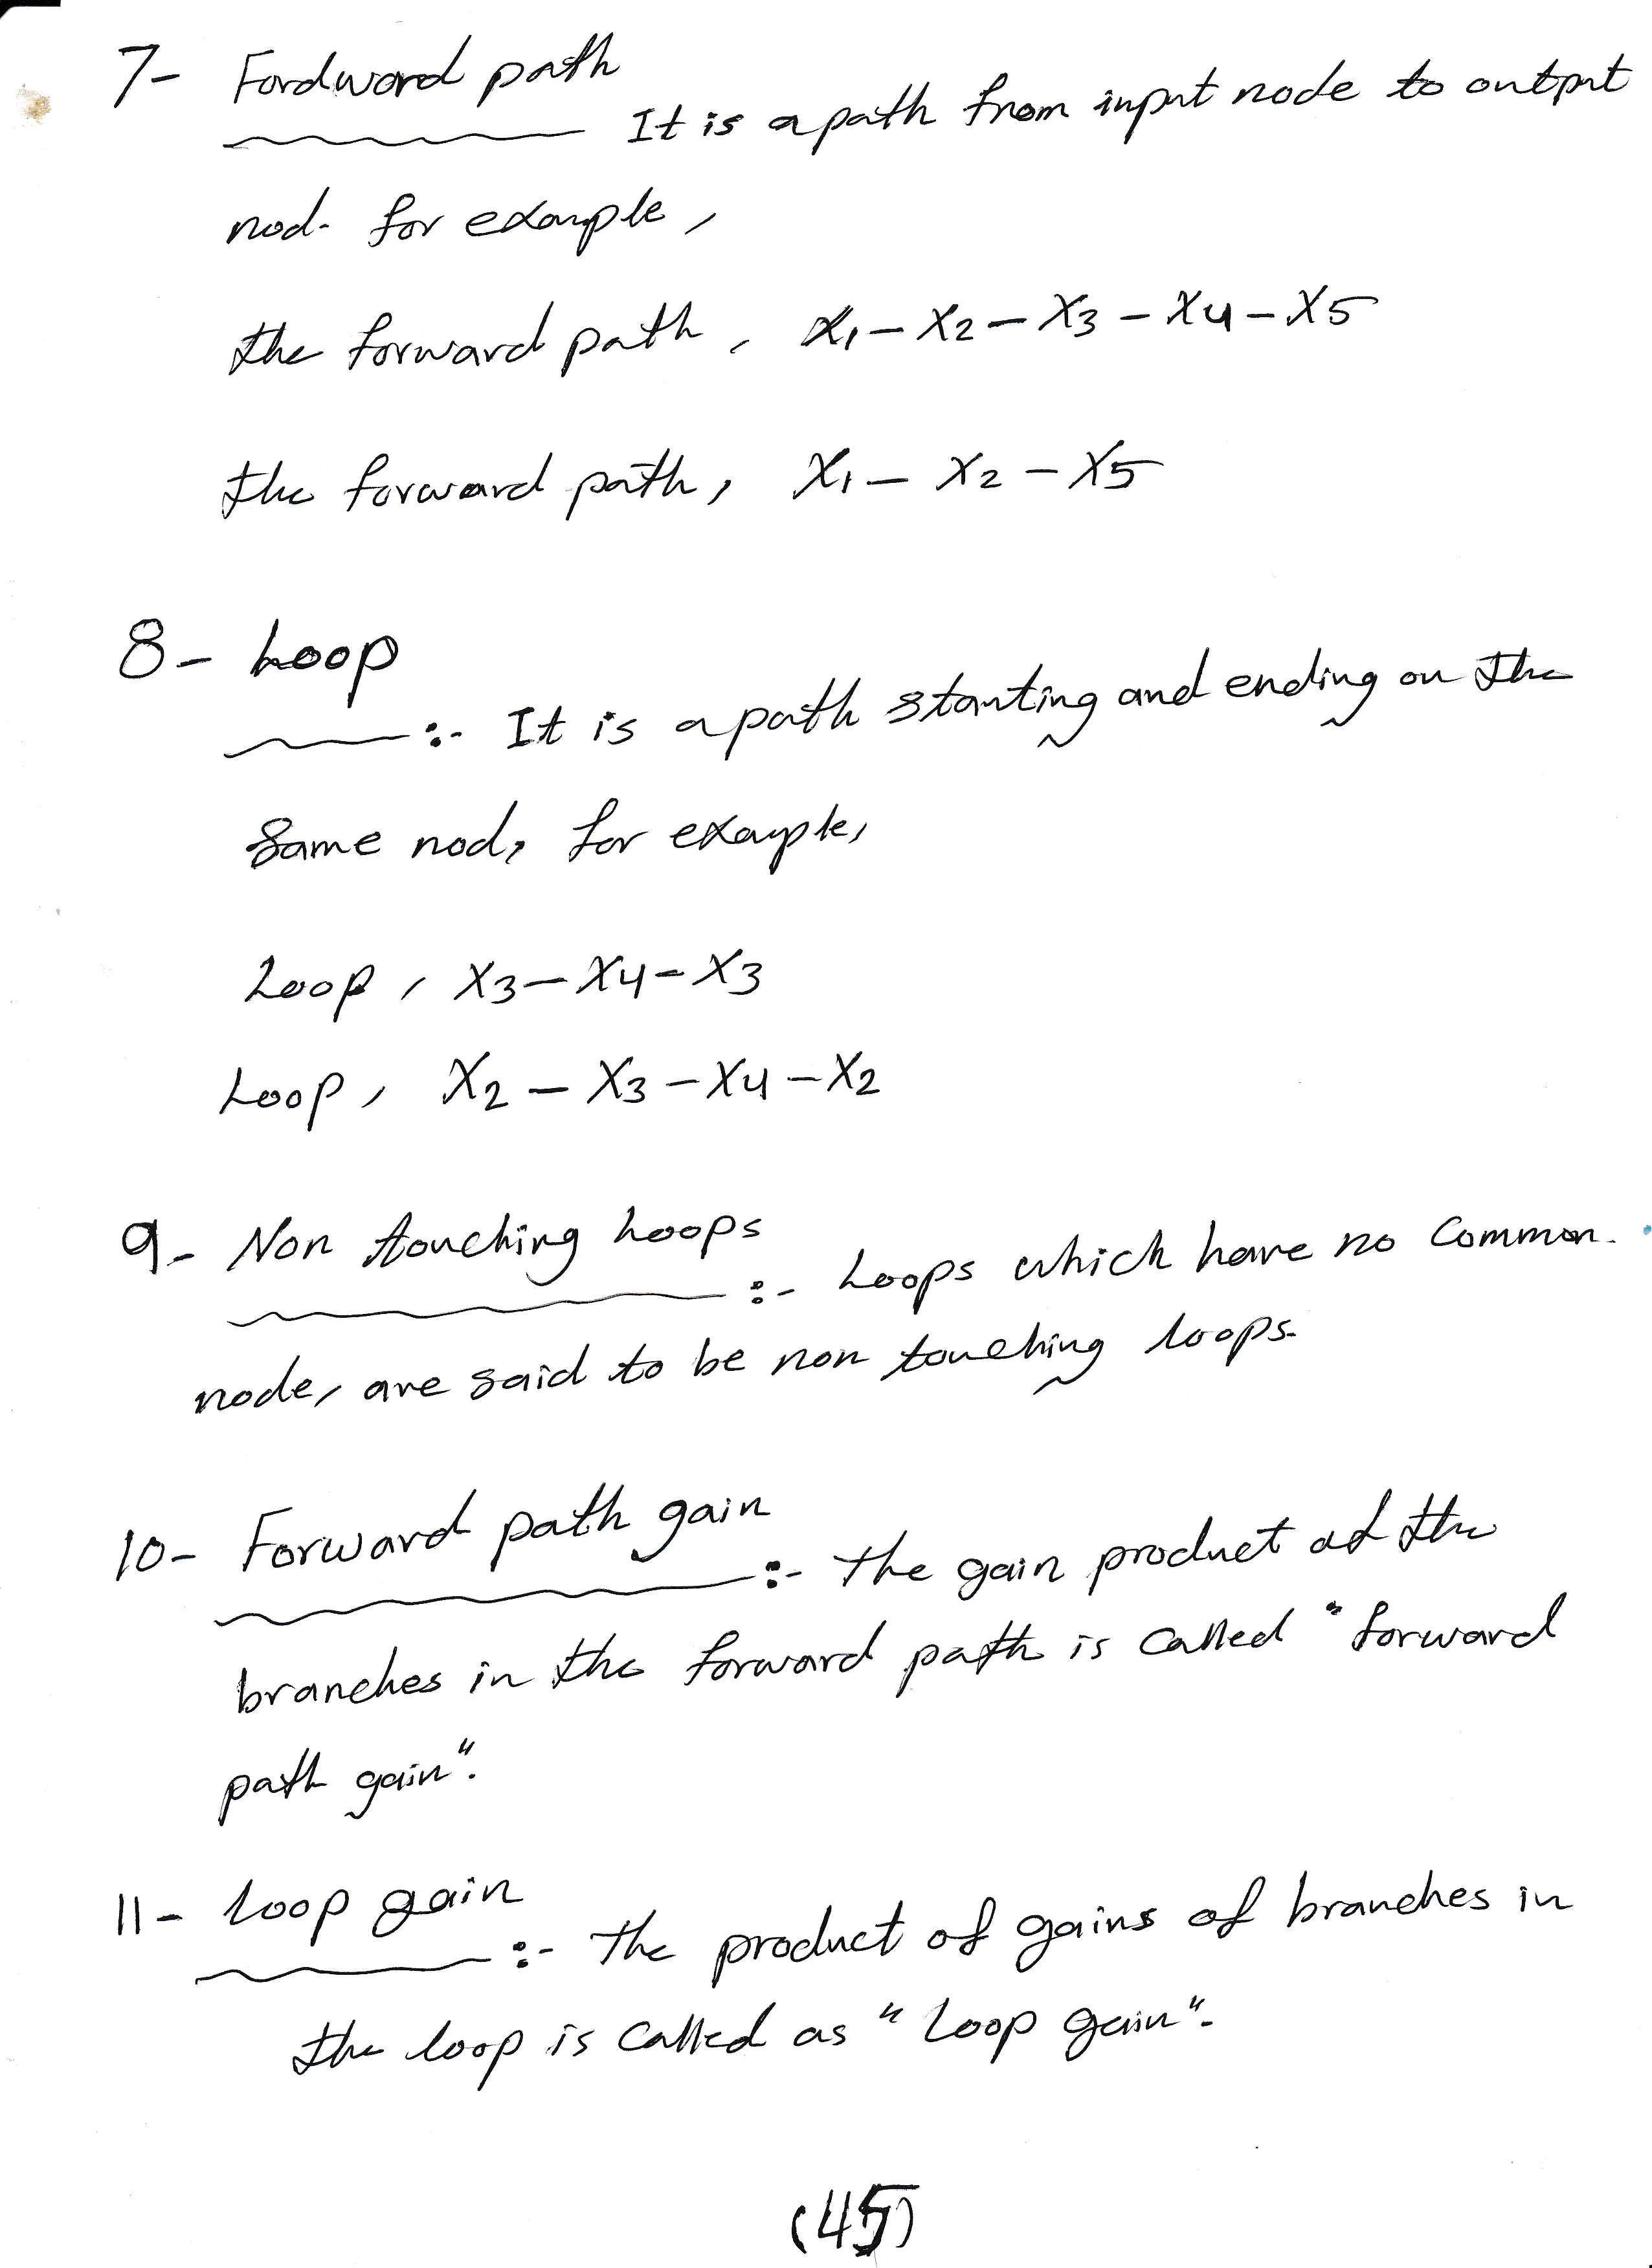 7- Fordword path
It is a path from input node to output
nod. for example,
the forward path, X1 - X2 - X3 - X4 - X5
the forward path, X1 - X2 - X5
8- Loop
:- It is a path starting and ending on the
Same nod, for example,
Loop, X3 - X4 - X3
Loop, X2 - X3 - X4 - X2
9- Non touching Loops
:- Loops which have no common.
node, are said to be non touching loops.
10- Forward path gain
:- the gain product of the
branches in the forward path is called "forward
path gain".
11- loop gain
:- the product of gains of branches in
the loop is called as "Loop gain".
(45)